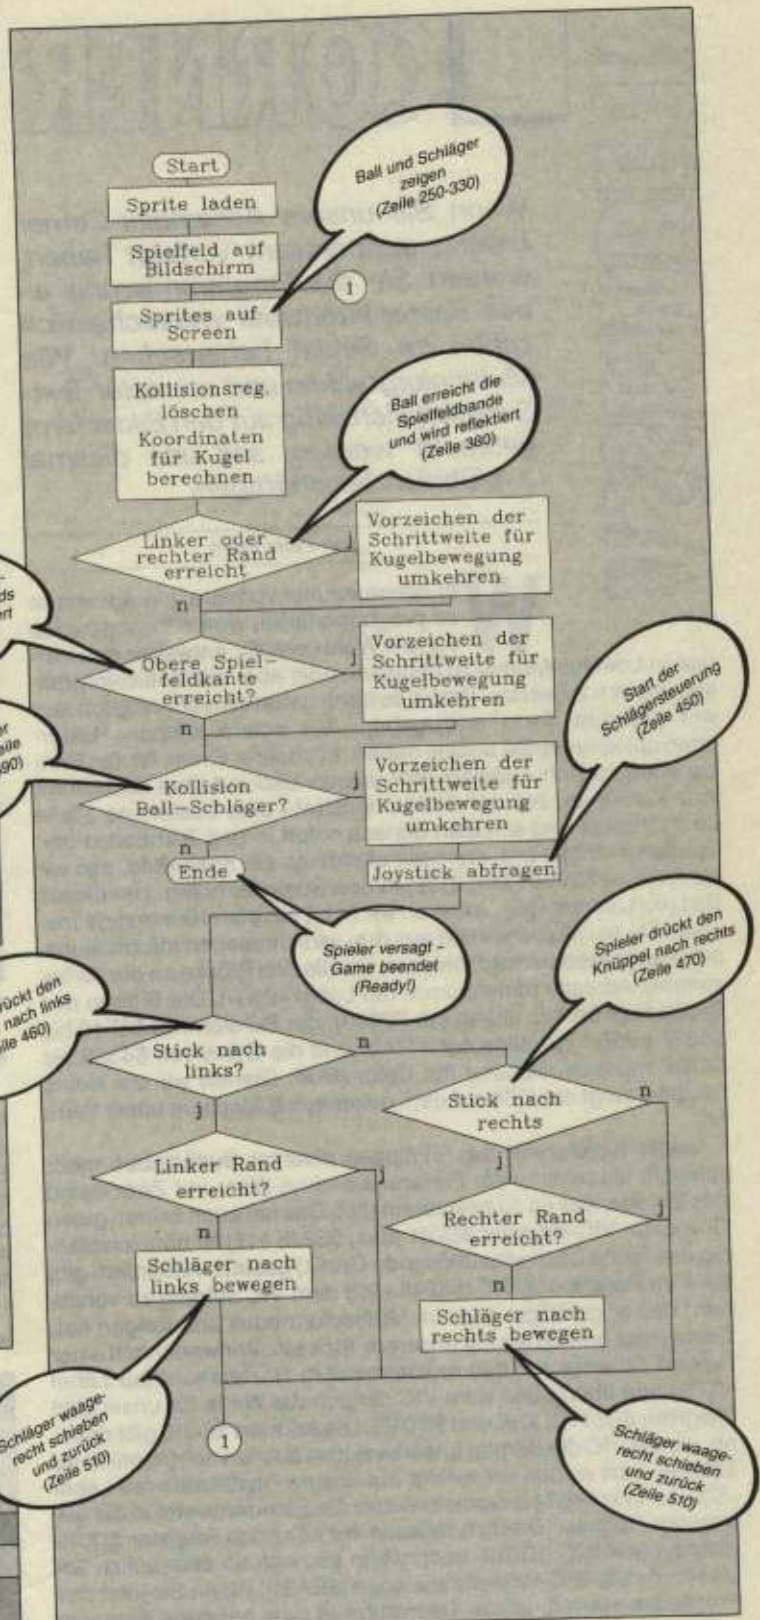 Start
Sprite laden
Spielfeld auf
Bildschirm
1
Sprites auf
Screen
Ball und Schläger
zeigen
(Zeile 250-330)
Kollisionsreg.
löschen
Koordinaten
für Kugel
berechnen
Ball erreicht die
Spielfeldbande
und wird reflektiert
(Zeile 380)
Linker oder
rechter Rand
erreicht
j
Vorzeichen der
Schrittweite für
Kugelbewegung
umkehren
n
Obere Spiel-
feldkante
erreicht?
j
Vorzeichen der
Schrittweite für
Kugelbewegung
umkehren
n
Start der
Schlägersteuerung
(Zeile 450)
Kollision
Ball-Schläger?
j
Vorzeichen der
Schrittweite für
Kugelbewegung
umkehren
n
Ende
Joystick abfragen
Spieler versagt -
Game beendet
(Ready!)
Spieler drückt den
Knüppel nach rechts
(Zeile 470)
rückt den
nach links
ile 460)
Stick nach
links?
n
j
Stick nach
rechts
n
j
Linker Rand
erreicht?
j
n
Rechter Rand
erreicht?
j
n
Schläger nach
links bewegen
Schläger nach
rechts bewegen
1
Schläger waage-
recht schieben
und zurück
(Zeile 510)
Schläger waage-
recht schieben
und zurück
(Zeile 510)